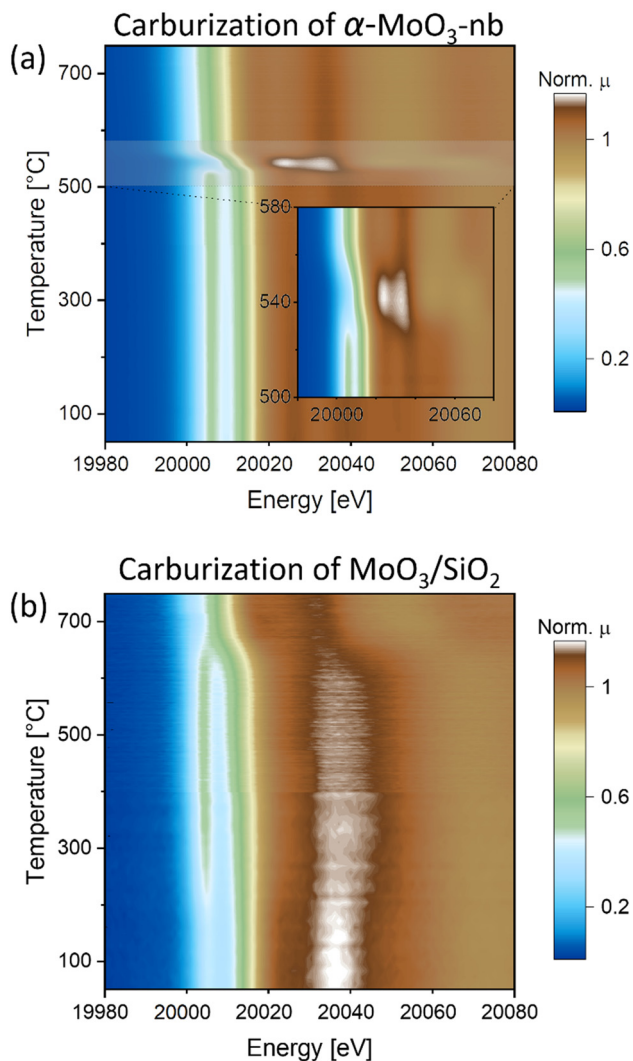 Carburization of α-MoO₃-nb
(a)
Norm. μ
700
500
300
100
Temperature [°C]
1
0.6
0.2
580
540
500
20000 20060
19980 20000 20020 20040 20060 20080
Energy [eV]
Carburization of MoO₃/SiO₂
(b)
Norm. μ
700
500
300
100
Temperature [°C]
1
0.6
0.2
19980 20000 20020 20040 20060 20080
Energy [eV]